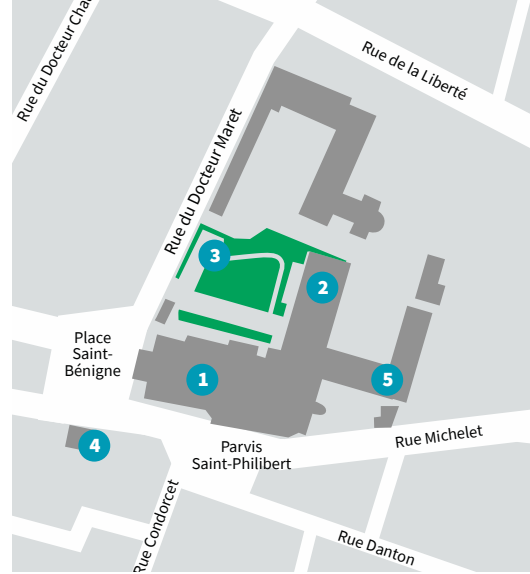 Rue du Docteur Cha
Rue de la Liberté
Rue du Docteur Maret
3
2
Place
Saint-
Bénigne
1
5
4
Parvis
Saint-Philibert
Rue Michelet
Rue Condorcet
Rue Danton